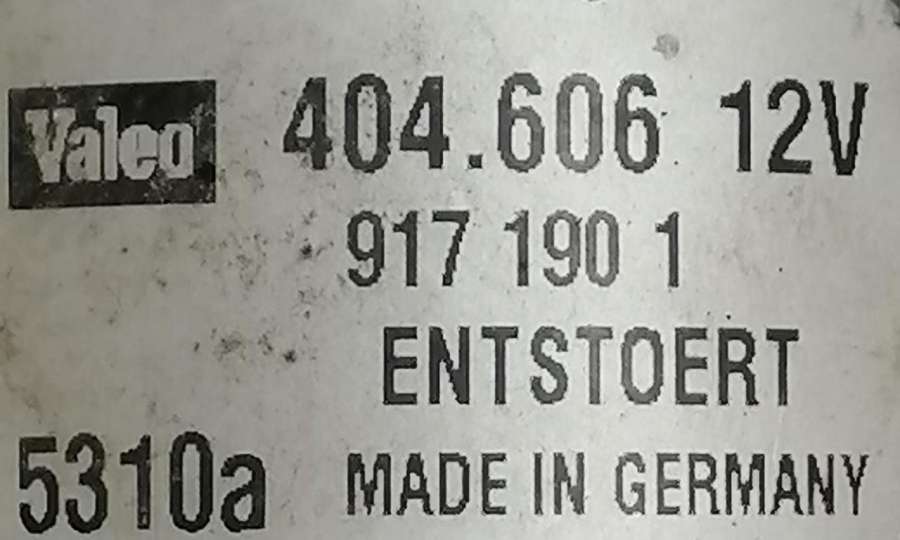 Valeo 404.606 12V
917 190 1
ENTSTOERT
5310a MADE IN GERMANY